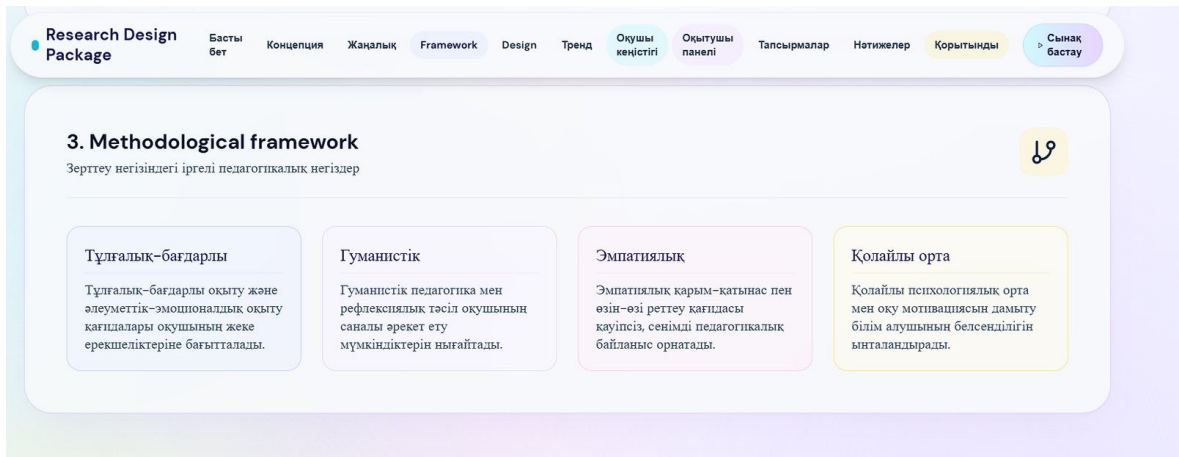 Research Design
Package
Басты
бет
Концепция
Жаңалық
Framework
Design
Тренд
Оқушы
кеңістігі
Оқытушы
панелі
Тапсырмалар
Нәтижелер
Қорытынды
Сынақ
бастау
3. Methodological framework
Зерттеу негізіндегі іргелі педагогикалық негіздер
Тұлғалық-бағдарлы
Тұлғалық-бағдарлы оқыту және
әлеуметтік-эмоционалдық оқыту
қағидалары оқушының жеке
ерекшеліктеріне бағытталады.
Гуманистік
Гуманистік педагогика мен
рефлексиялық тәсіл оқушының
саналы әрекет ету
мүмкіндіктерін нығайтады.
Эмпатиялық
Эмпатиялық қарым-қатынас пен
өзін-өзі реттеу қағидасы
қауіпсіз, сенімді педагогикалық
байланыс орнатады.
Қолайлы орта
Қолайлы психологиялық орта
мен оқу мотивациясын дамыту
білім алушының белсенділігін
ынталандырады.